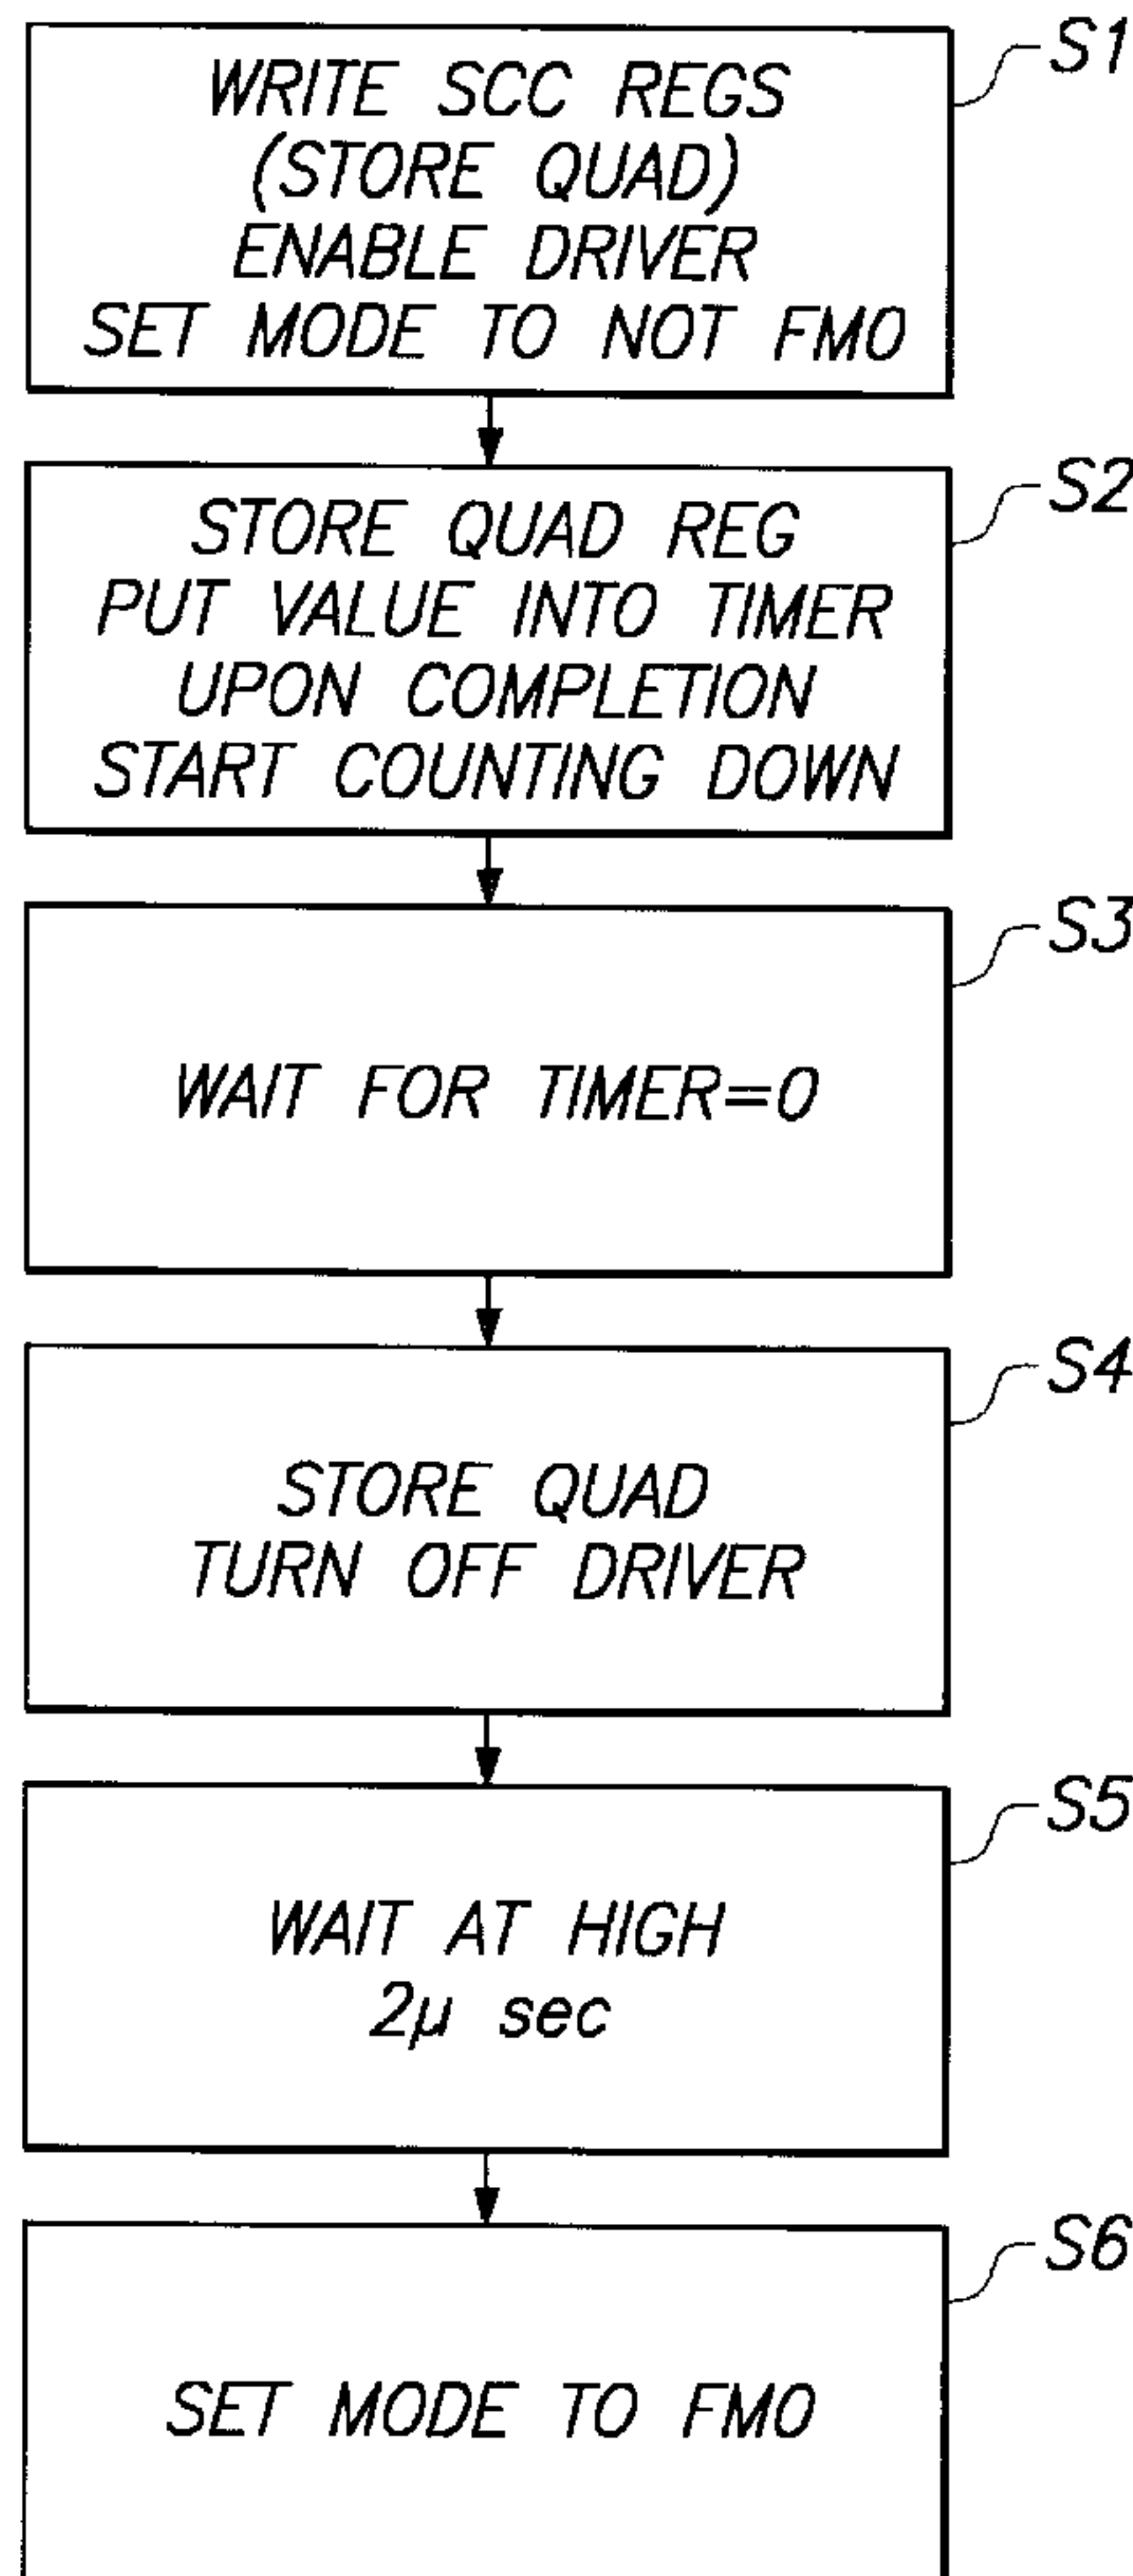 S1
WRITE SCC REGS
(STORE QUAD)
ENABLE DRIVER
SET MODE TO NOT FM0
S2
STORE QUAD REG
PUT VALUE INTO TIMER
UPON COMPLETION
START COUNTING DOWN
S3
WAIT FOR TIMER=0
S4
STORE QUAD
TURN OFF DRIVER
S5
WAIT AT HIGH
2μ sec
S6
SET MODE TO FM0